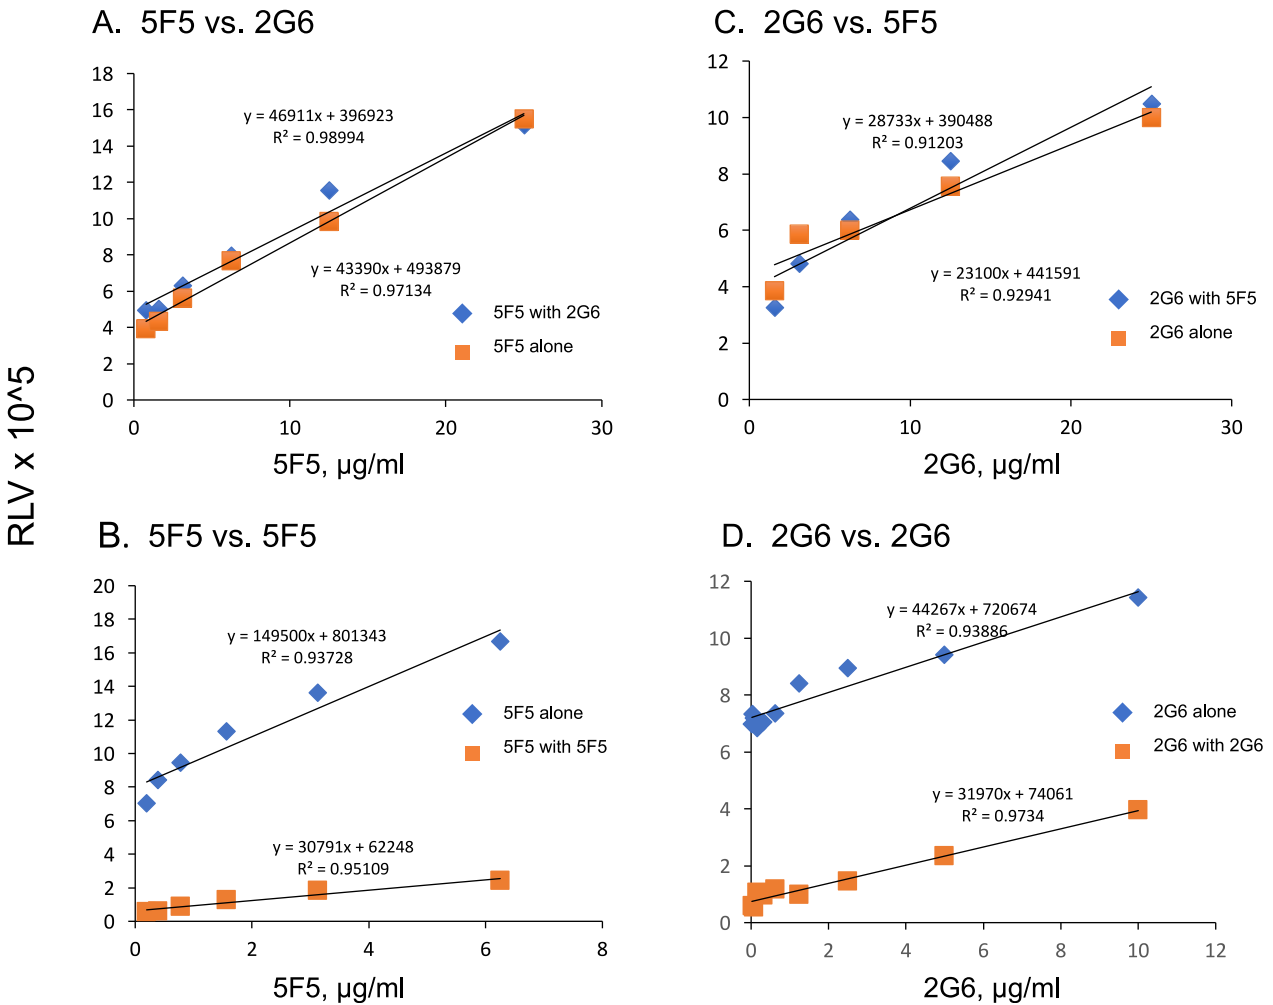 RLV x 10^5
A. 5F5 vs. 2G6
18
16
14
12
10
8
6
4
2
0
y = 46911x + 396923
R² = 0.98994
y = 43390x + 493879
R² = 0.97134
5F5 with 2G6
5F5 alone
0 10 20 30
5F5, µg/ml
B. 5F5 vs. 5F5
20
18
16
14
12
10
8
6
4
2
0
y = 149500x + 801343
R² = 0.93728
5F5 alone
5F5 with 5F5
y = 30791x + 62248
R² = 0.95109
0 2 4 6 8
5F5, µg/ml
C. 2G6 vs. 5F5
12
10
8
6
4
2
0
y = 28733x + 390488
R² = 0.91203
y = 23100x + 441591
R² = 0.92941
2G6 with 5F5
2G6 alone
0 10 20 30
2G6, µg/ml
D. 2G6 vs. 2G6
12
10
8
6
4
2
0
y = 44267x + 720674
R² = 0.93886
2G6 alone
2G6 with 2G6
y = 31970x + 74061
R² = 0.9734
0 2 4 6 8 10 12
2G6, µg/ml